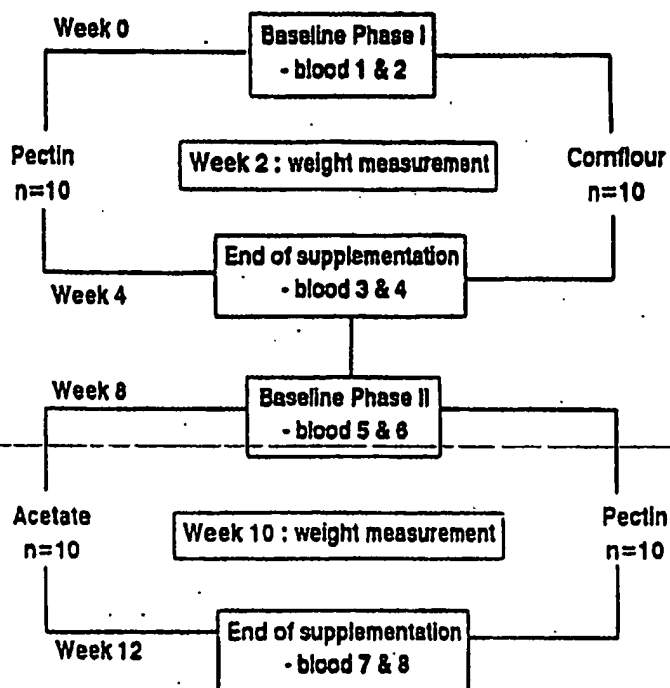 Week 0
Baseline Phase I
- blood 1 & 2
Pectin
n=10
Week 2 : weight measurement
Cornflour
n=10
End of supplementation
- blood 3 & 4
Week 4
Week 8
Baseline Phase II
- blood 5 & 6
Acetate
n=10
Week 10 : weight measurement
Pectin
n=10
End of supplementation
- blood 7 & 8
Week 12